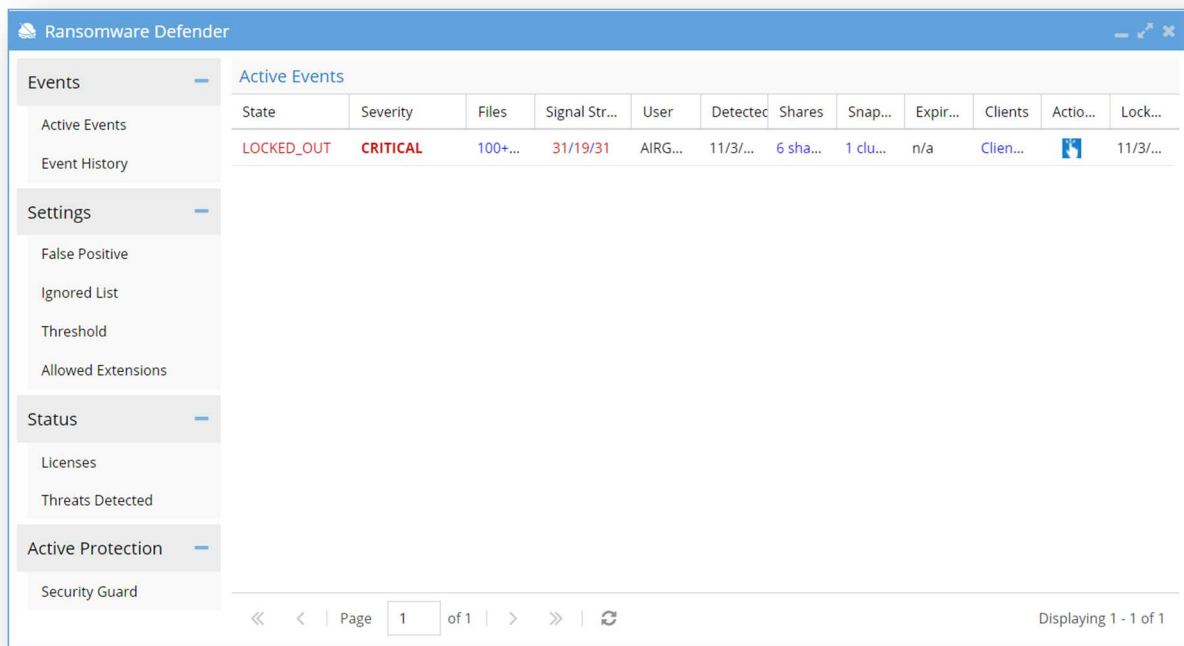 Ransomware Defender
Events
Active Events
Event History
Settings
False Positive
Ignored List
Threshold
Allowed Extensions
Status
Licenses
Threats Detected
Active Protection
Security Guard
Active Events
State Severity Files Signal Str... User Detected Shares Snap... Expir... Clients Actio... Lock...
LOCKED_OUT CRITICAL 100+... 31/19/31 AIRG... 11/3/... 6 sha... 1 clu... n/a Clien... 11/3/...
Page 1 of 1 Displaying 1 - 1 of 1